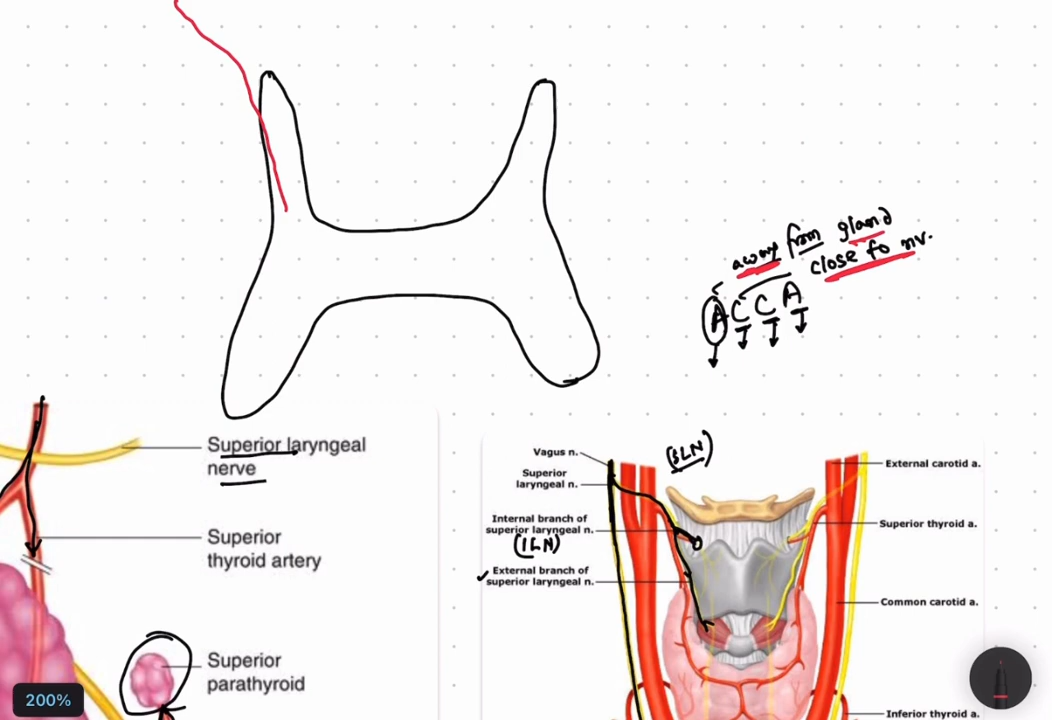 away from gland
close to nv.
A C C A
Superior laryngeal
nerve
Superior
thyroid artery
Superior
parathyroid
200%
(SLN)
Vagus n.
Superior
laryngeal n.
Internal branch of
superior laryngeal n.
(ILN)
External branch of
superior laryngeal n.
External carotid a.
Superior thyroid a.
Common carotid a.
Inferior thyroid a.